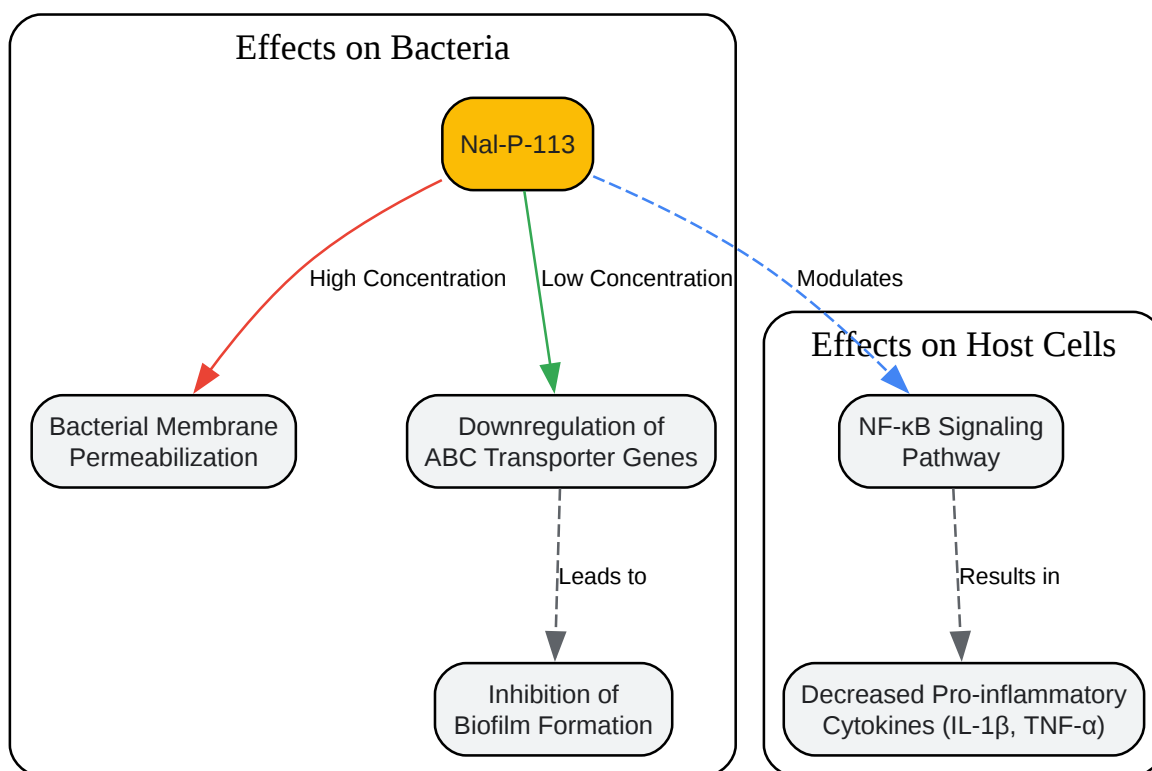 Effects on Bacteria
Nal-P-113
High Concentration
Low Concentration
Modulates
Effects on Host Cells
Bacterial Membrane
Permeabilization
Downregulation of
ABC Transporter Genes
NF-κB Signaling
Pathway
Leads to
Results in
Inhibition of
Biofilm Formation
Decreased Pro-inflammatory
Cytokines (IL-1β, TNF-α)